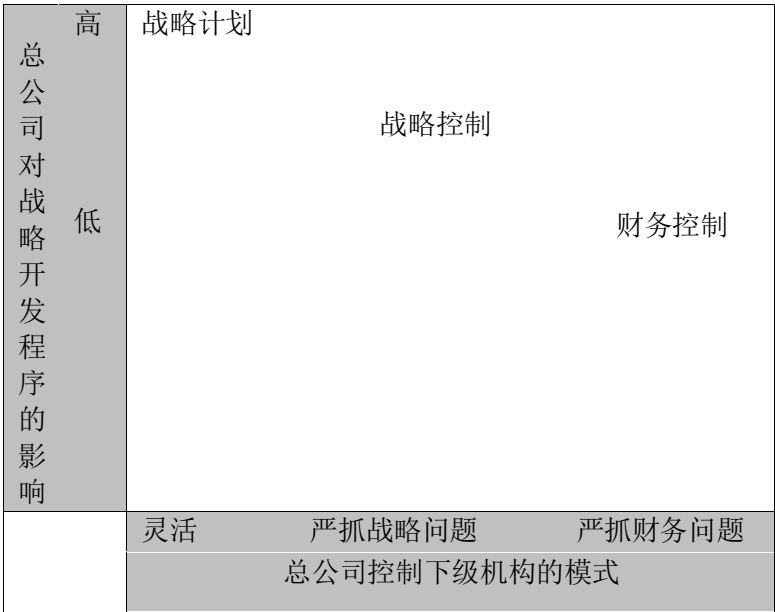 总公司对战略开发程序的影响
高
低
战略计划
战略控制
财务控制
灵活 严抓战略问题 严抓财务问题
总公司控制下级机构的模式